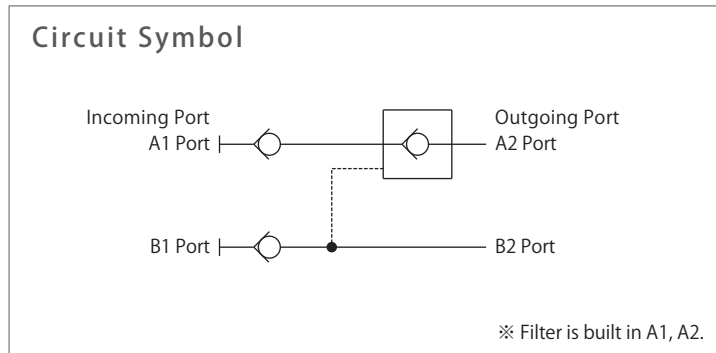 Circuit Symbol
Incoming Port
A1 Port
Outgoing Port
A2 Port
B1 Port
B2 Port
※ Filter is built in A1, A2.